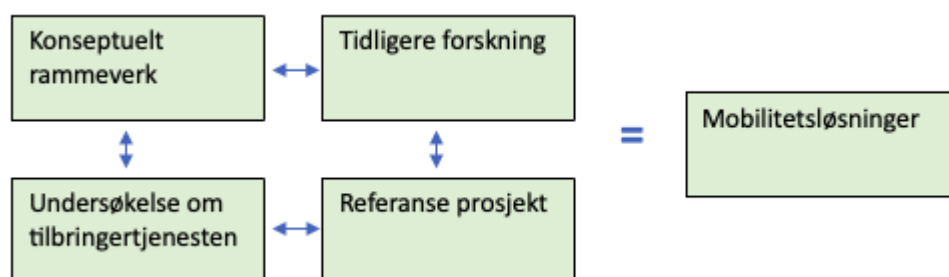 Konseptuelt
rammeverk
Tidligere forskning
=
Mobilitetsløsninger
Undersøkelse om
tilbringertjenesten
Referanse prosjekt